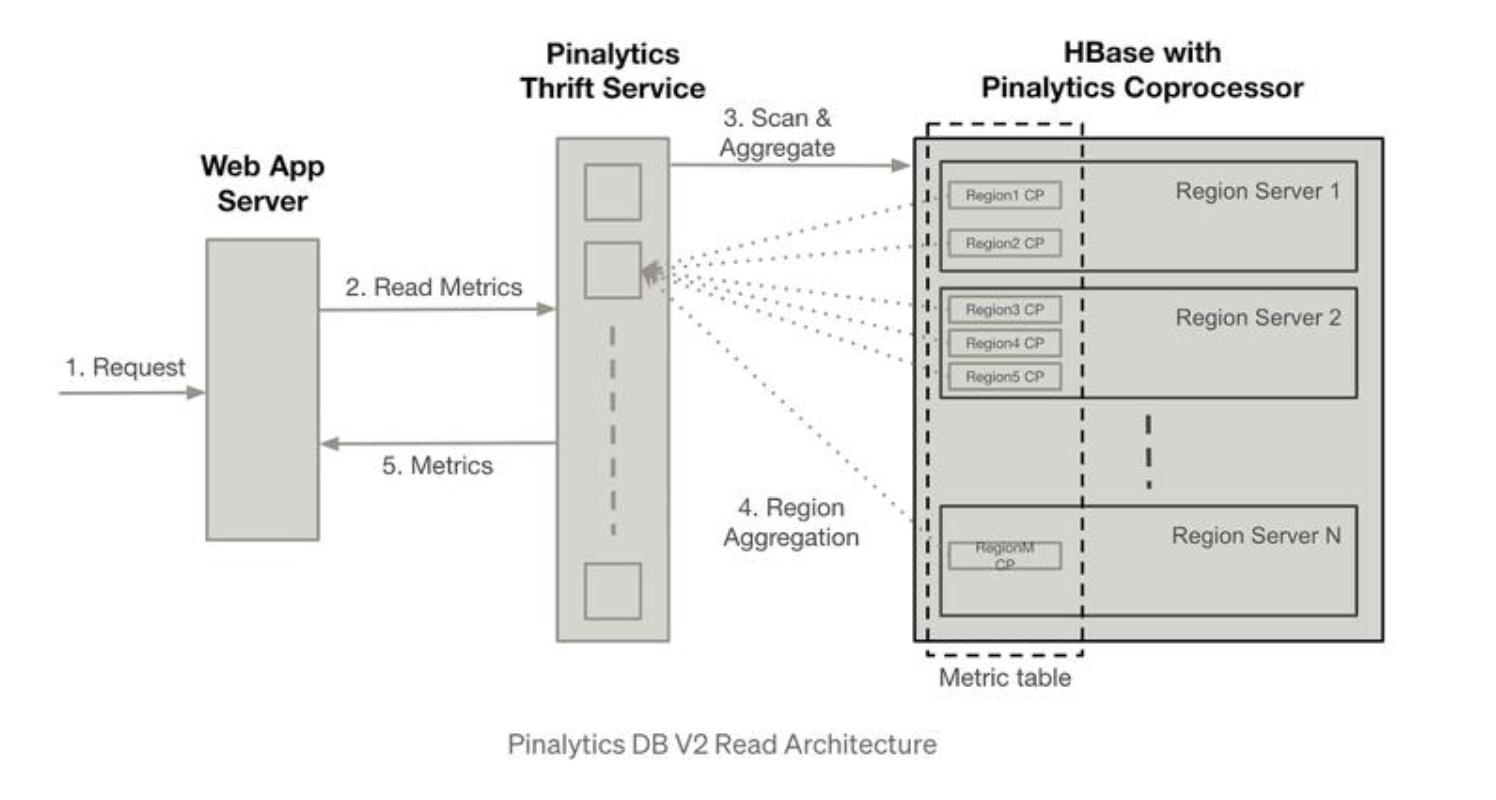 Pinalytics
Thrift Service
HBase with
Pinalytics Coprocessor
Web App
Server
3. Scan &
Aggregate
Region1 CP
Region Server 1
Region2 CP
2. Read Metrics
Region3 CP
Region Server 2
Region4 CP
1. Request
Region5 CP
5. Metrics
4. Region
Aggregation
Region Server N
RegionM
CP
Metric table
Pinalytics DB V2 Read Architecture